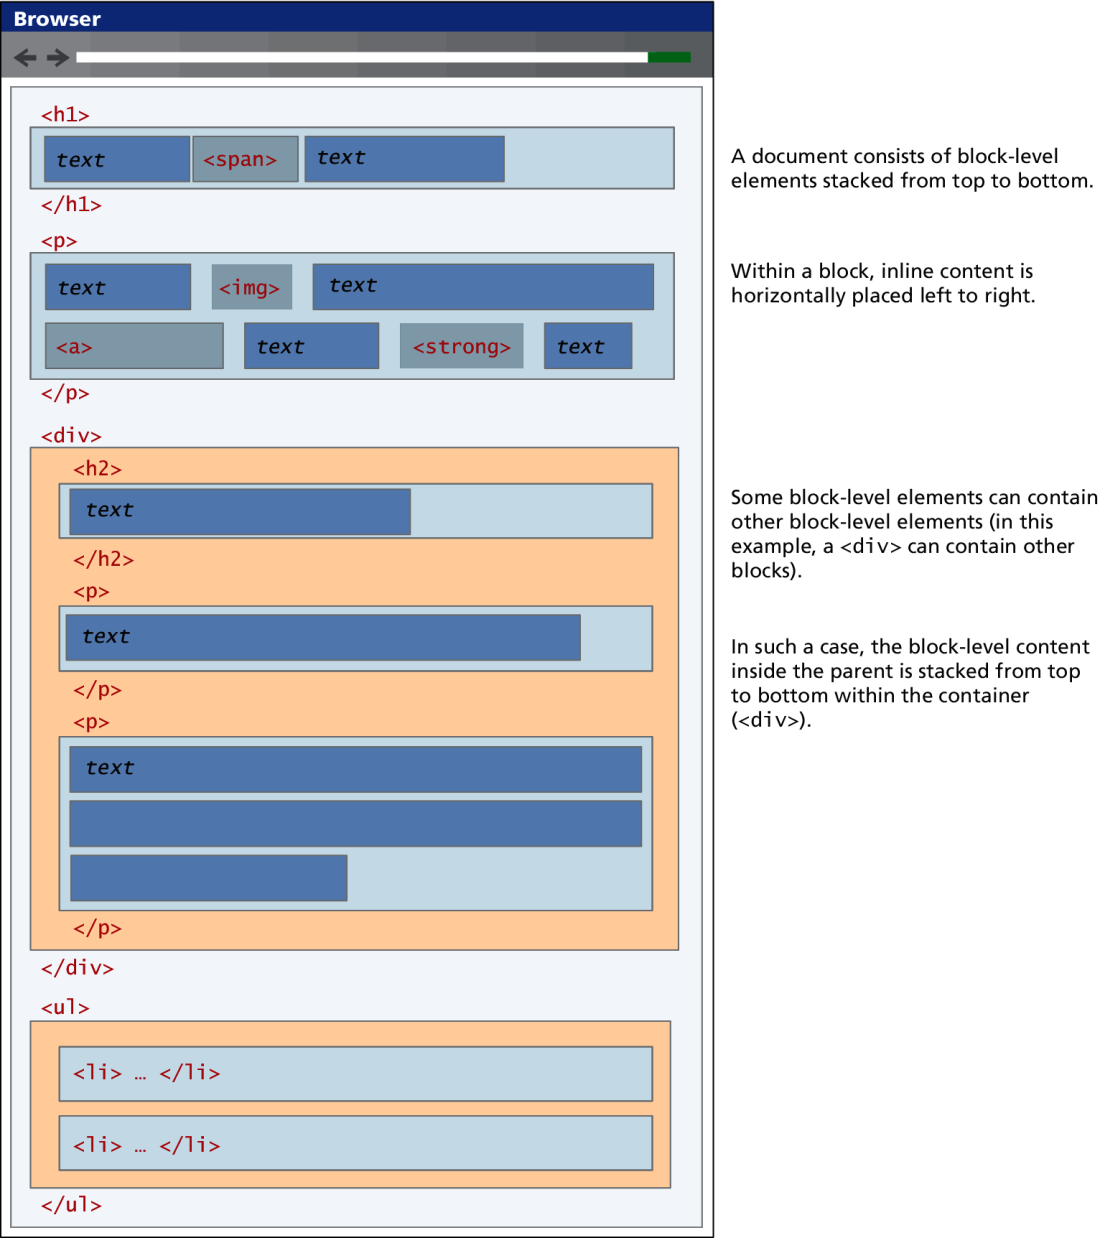 Browser
<h1>
text <span> text
</h1>
<p>
text <img> text
<a> text <strong> text
</p>
<div>
<h2>
text
</h2>
<p>
text
</p>
<p>
text
</p>
</div>
<ul>
<li> … </li>
<li> … </li>
</ul>
A document consists of block-level
elements stacked from top to bottom.
Within a block, inline content is
horizontally placed left to right.
Some block-level elements can contain
other block-level elements (in this
example, a <div> can contain other
blocks).
In such a case, the block-level content
inside the parent is stacked from top
to bottom within the container
(<div>).